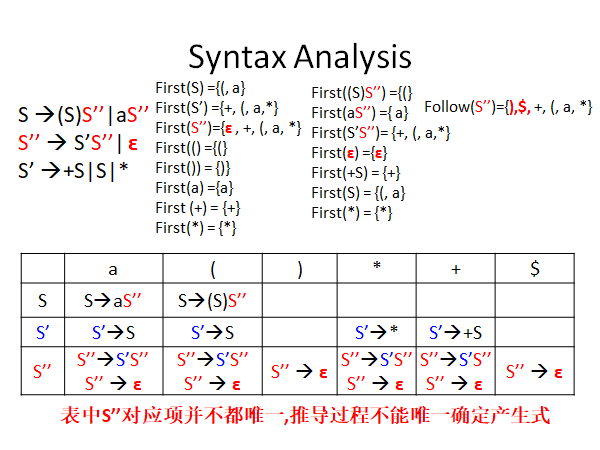 Syntax Analysis
S →(S)S’’|aS’’
S’’ → S’S’’|ε
S’ →+S|S|*
First(S) ={(, a}
First(S’) ={+, (, a,*}
First(S’’)={ε , +, (, a, *}
First(() ={(}
First()) = {)}
First(a) ={a}
First (+) = {+}
First(*) = {*}
First((S)S’’) ={(}
First(aS’’) ={ a}
First(S’S’’)= {+, (, a,*}
First(ε) ={ε}
First(+S) = {+}
First(S) = {(, a}
First(*) = {*}
Follow(S’’)={),$, +, (, a, *}
a ( ) * + $
S S→aS’’ S→(S)S’’
S’ S’→S S’→S S’→* S’→+S
S’’ S’’→S’S’’ S’’→S’S’’ S’’ → ε S’’→S’S’’ S’’→S’S’’ S’’ → ε
S’’ → ε S’’ → ε S’’ → ε S’’ → ε
表中S’’对应项并不都唯一,推导过程不能唯一确定产生式